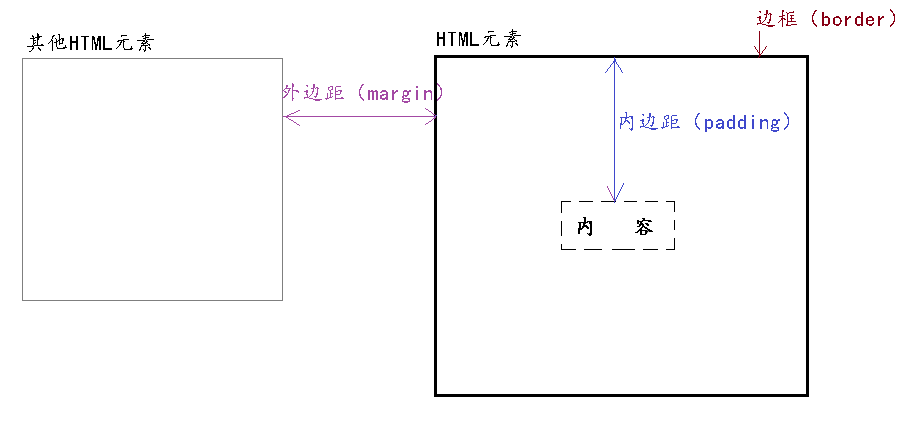 其他HTML元素
HTML元素
边框（border）
外边距（margin）
内边距（padding）
内 容